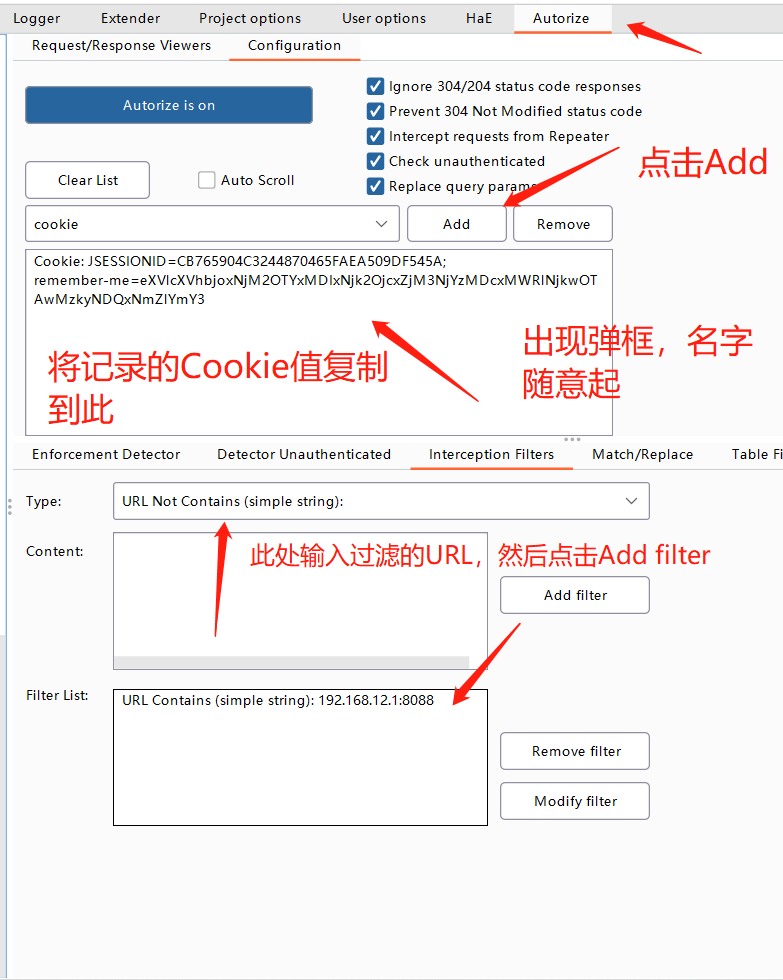 Logger Extender Project options User options HaE Autorize
Request/Response Viewers Configuration
Autorize is on
Ignore 304/204 status code responses
Prevent 304 Not Modified status code
Intercept requests from Repeater
Check unauthenticated
Replace query param
Clear List
Auto Scroll
点击Add
cookie
Add
Remove
Cookie: JSESSIONID=CB765904C3244870465FAEA509DF545A;
remember-me=eXVlcXVhbjoxNjM2OTYxMDIxNjk2OjcxZjM3NjYzMDcxMWRlNjkwOT
AwMzkyNDQxNmZlYmY3
将记录的Cookie值复制
到此
出现弹框，名字
随意起
Enforcement Detector Detector Unauthenticated Interception Filters Match/Replace Table Fi
Type:
URL Not Contains (simple string):
Content:
此处输入过滤的URL，然后点击Add filter
Add filter
Filter List:
URL Contains (simple string): 192.168.12.1:8088
Remove filter
Modify filter